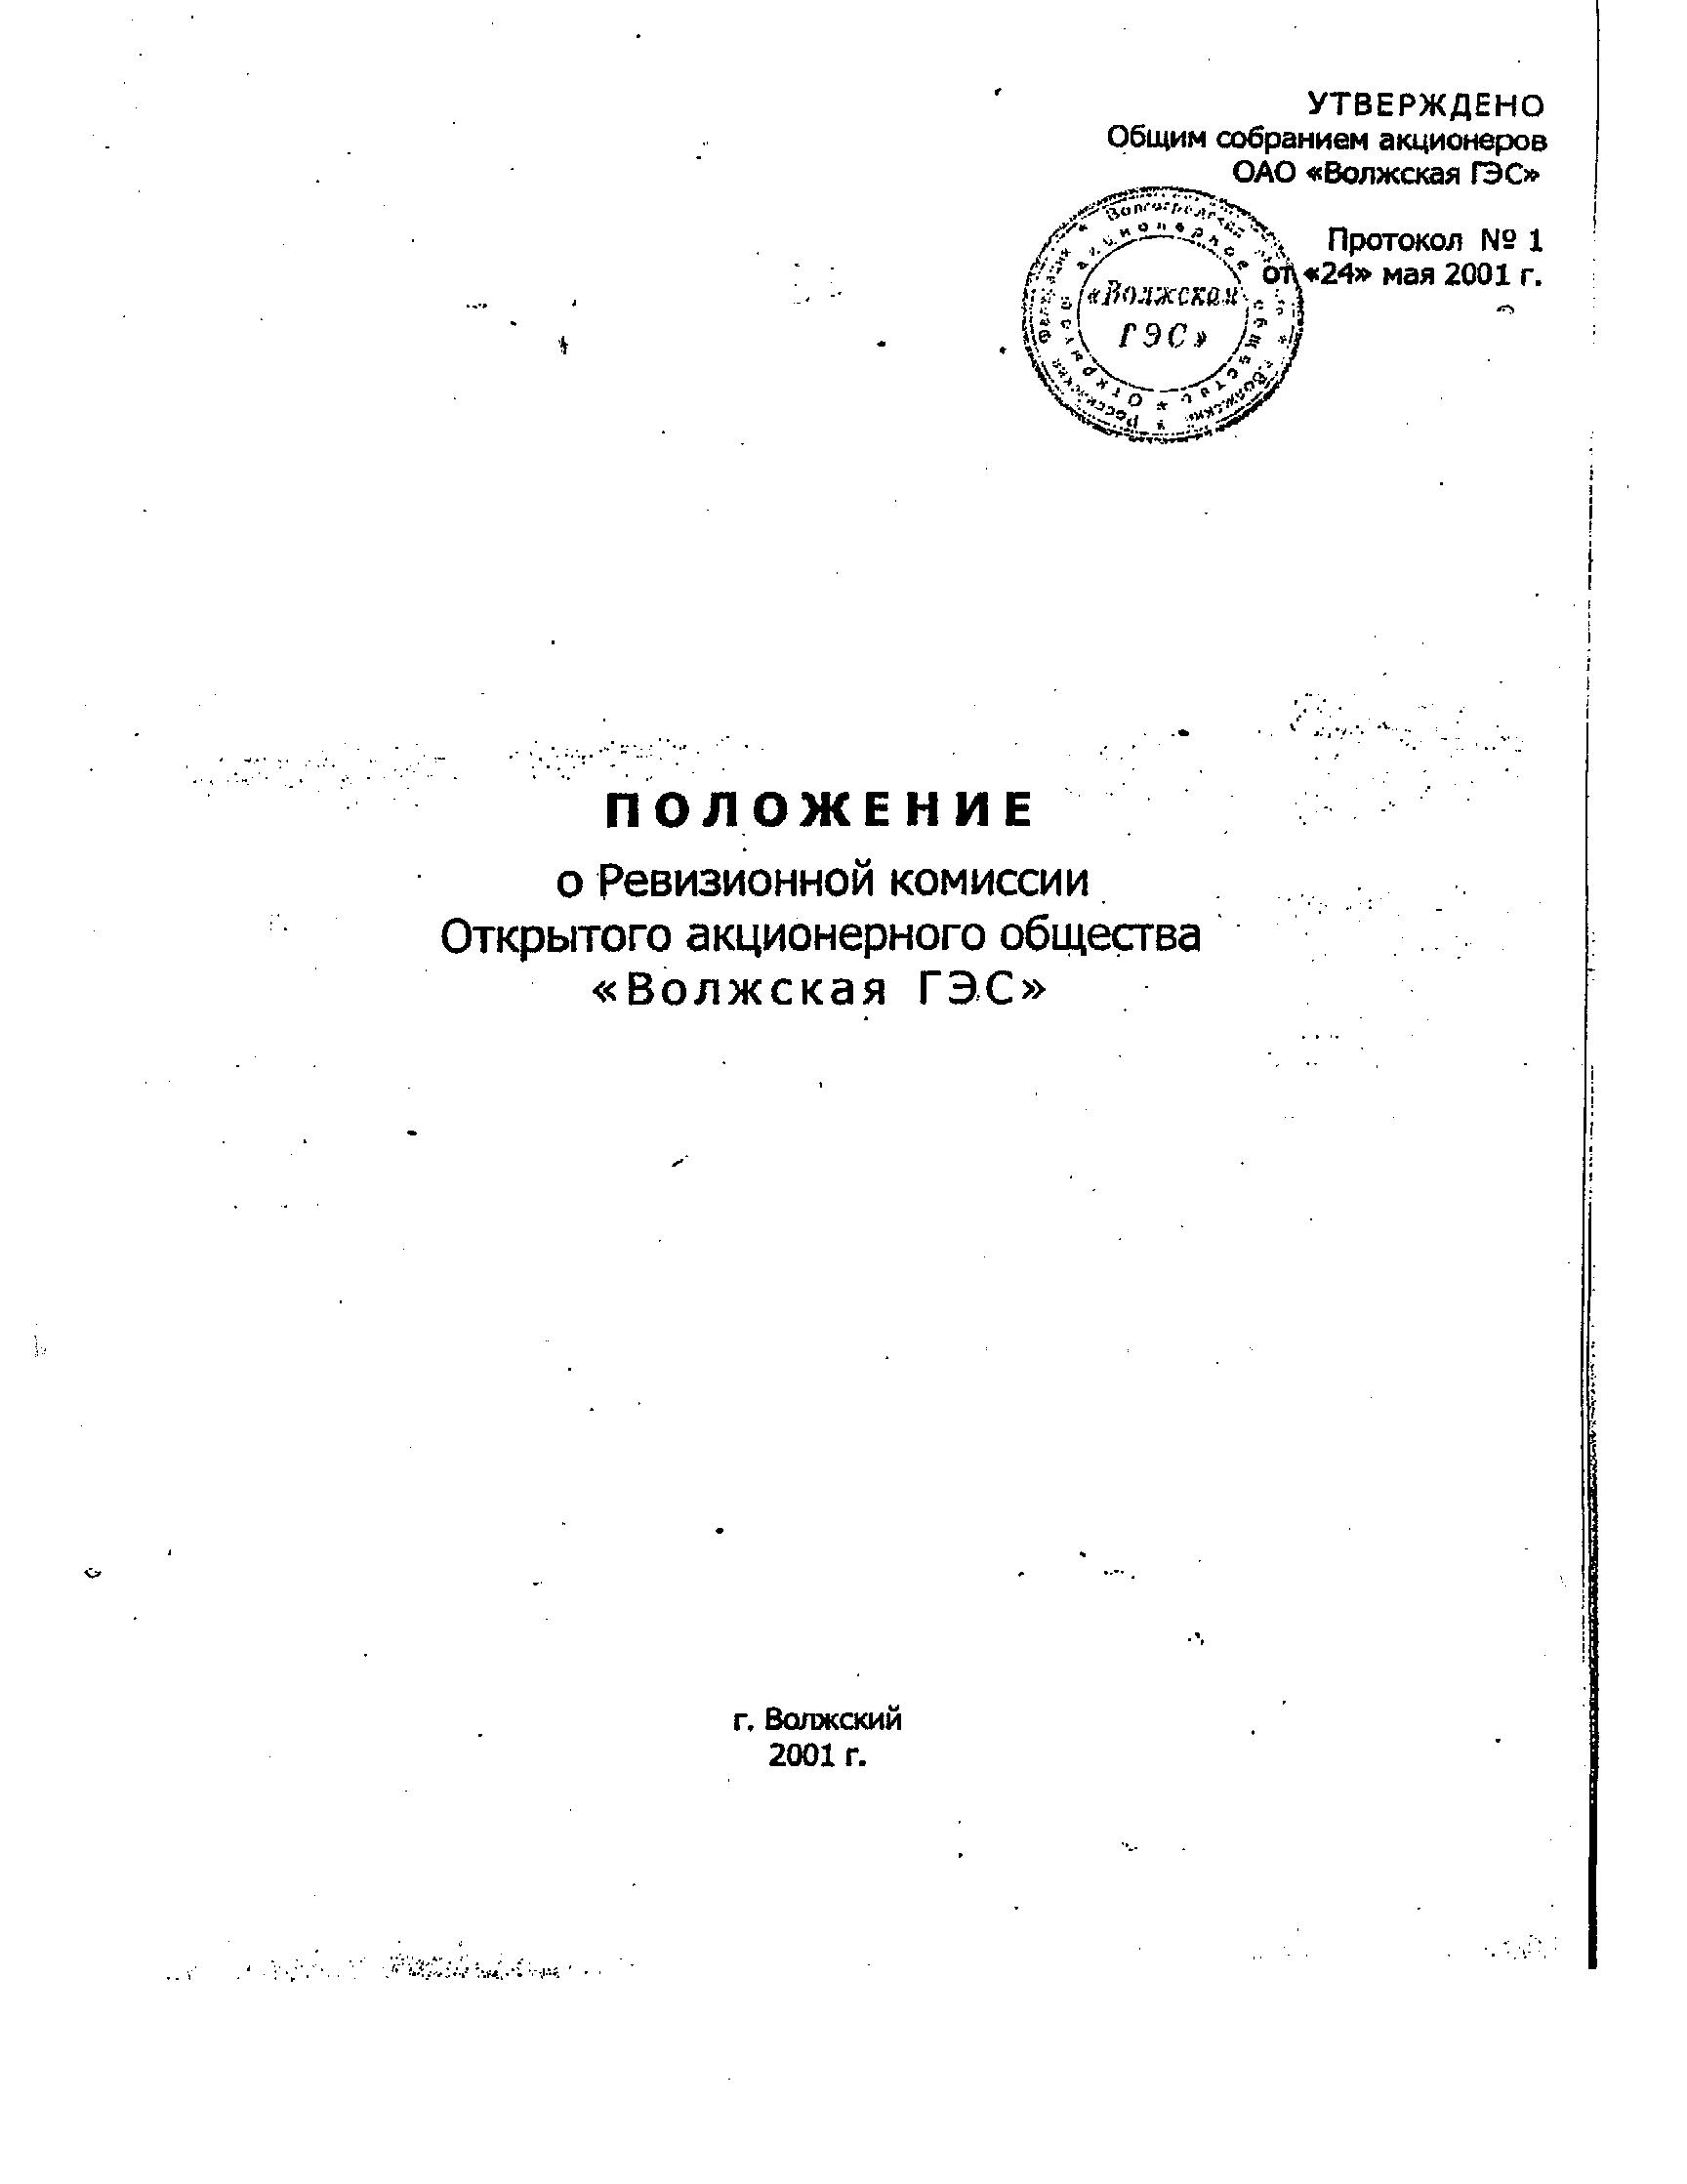 УТВЕРЖДЕНО
Общим собранием акционеров
ОАО «Волжская ГЭС»
Протокол № 1
от «24» мая 2001 г.
«Волжская
ГЭС»
Открытое акционерное общество
Российская Федерация * Волгоградская
г.Волжский
ПОЛОЖЕНИЕ
о Ревизионной комиссии
Открытого акционерного общества
«Волжская ГЭС»
г. Волжский
2001 г.